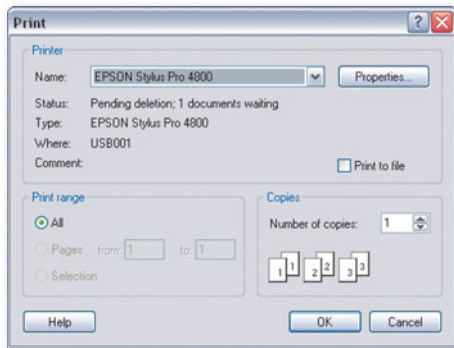 Print
Printer
Name: EPSON Stylus Pro 4800 Properties...
Status: Pending deletion; 1 documents waiting
Type: EPSON Stylus Pro 4800
Where: USB001
Comment: Print to file
Print range
All
Pages from: 1 to: 1
Selection
Copies
Number of copies: 1
1 1 2 2 3 3
Help OK Cancel